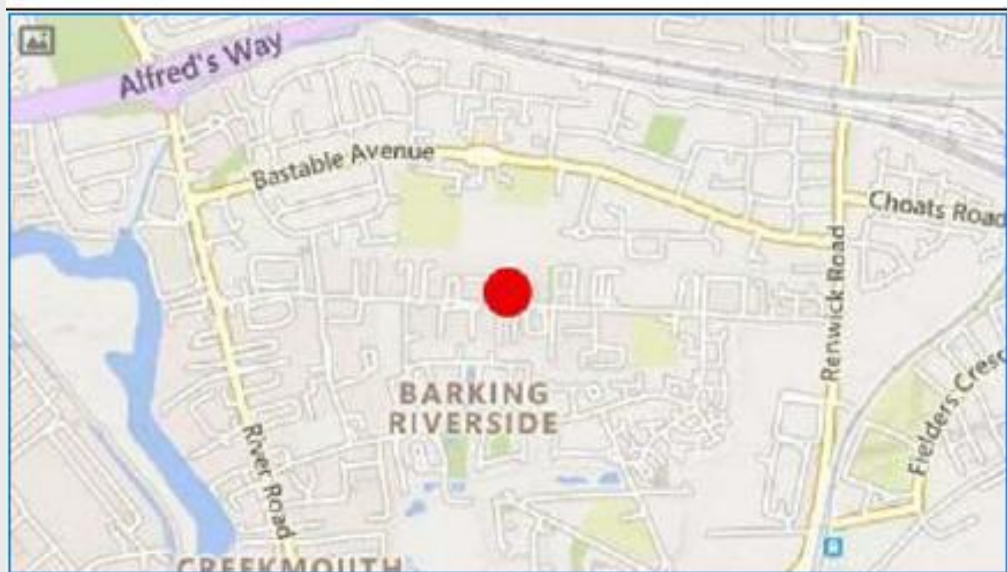 Alfred's Way
Bastable Avenue
Choats Road
Renwick Road
BARKING
RIVERSIDE
Fielders Cresc
River Road
CREEKMOUTH